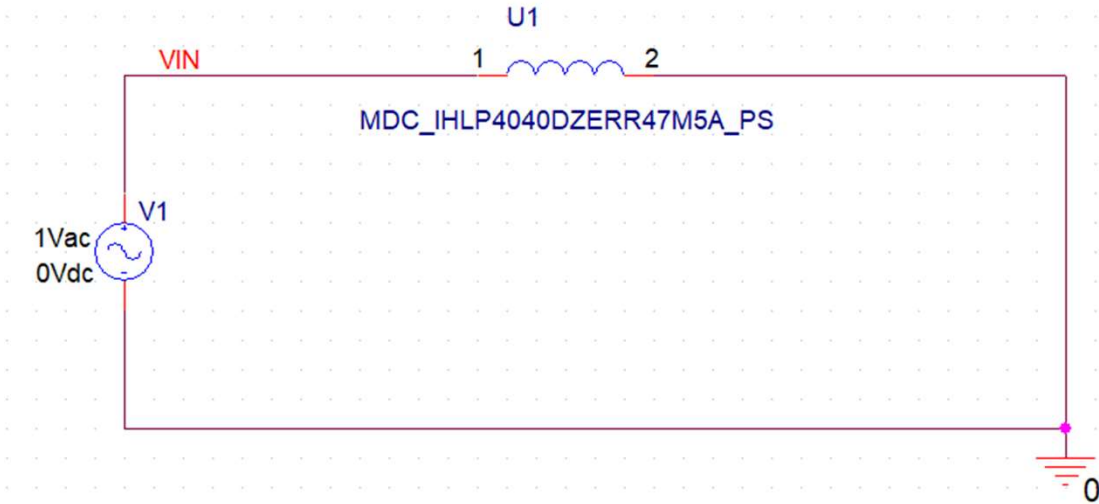 U1
VIN
1
2
MDC_IHLP4040DZERR47M5A_PS
V1
1Vac
0Vdc
0